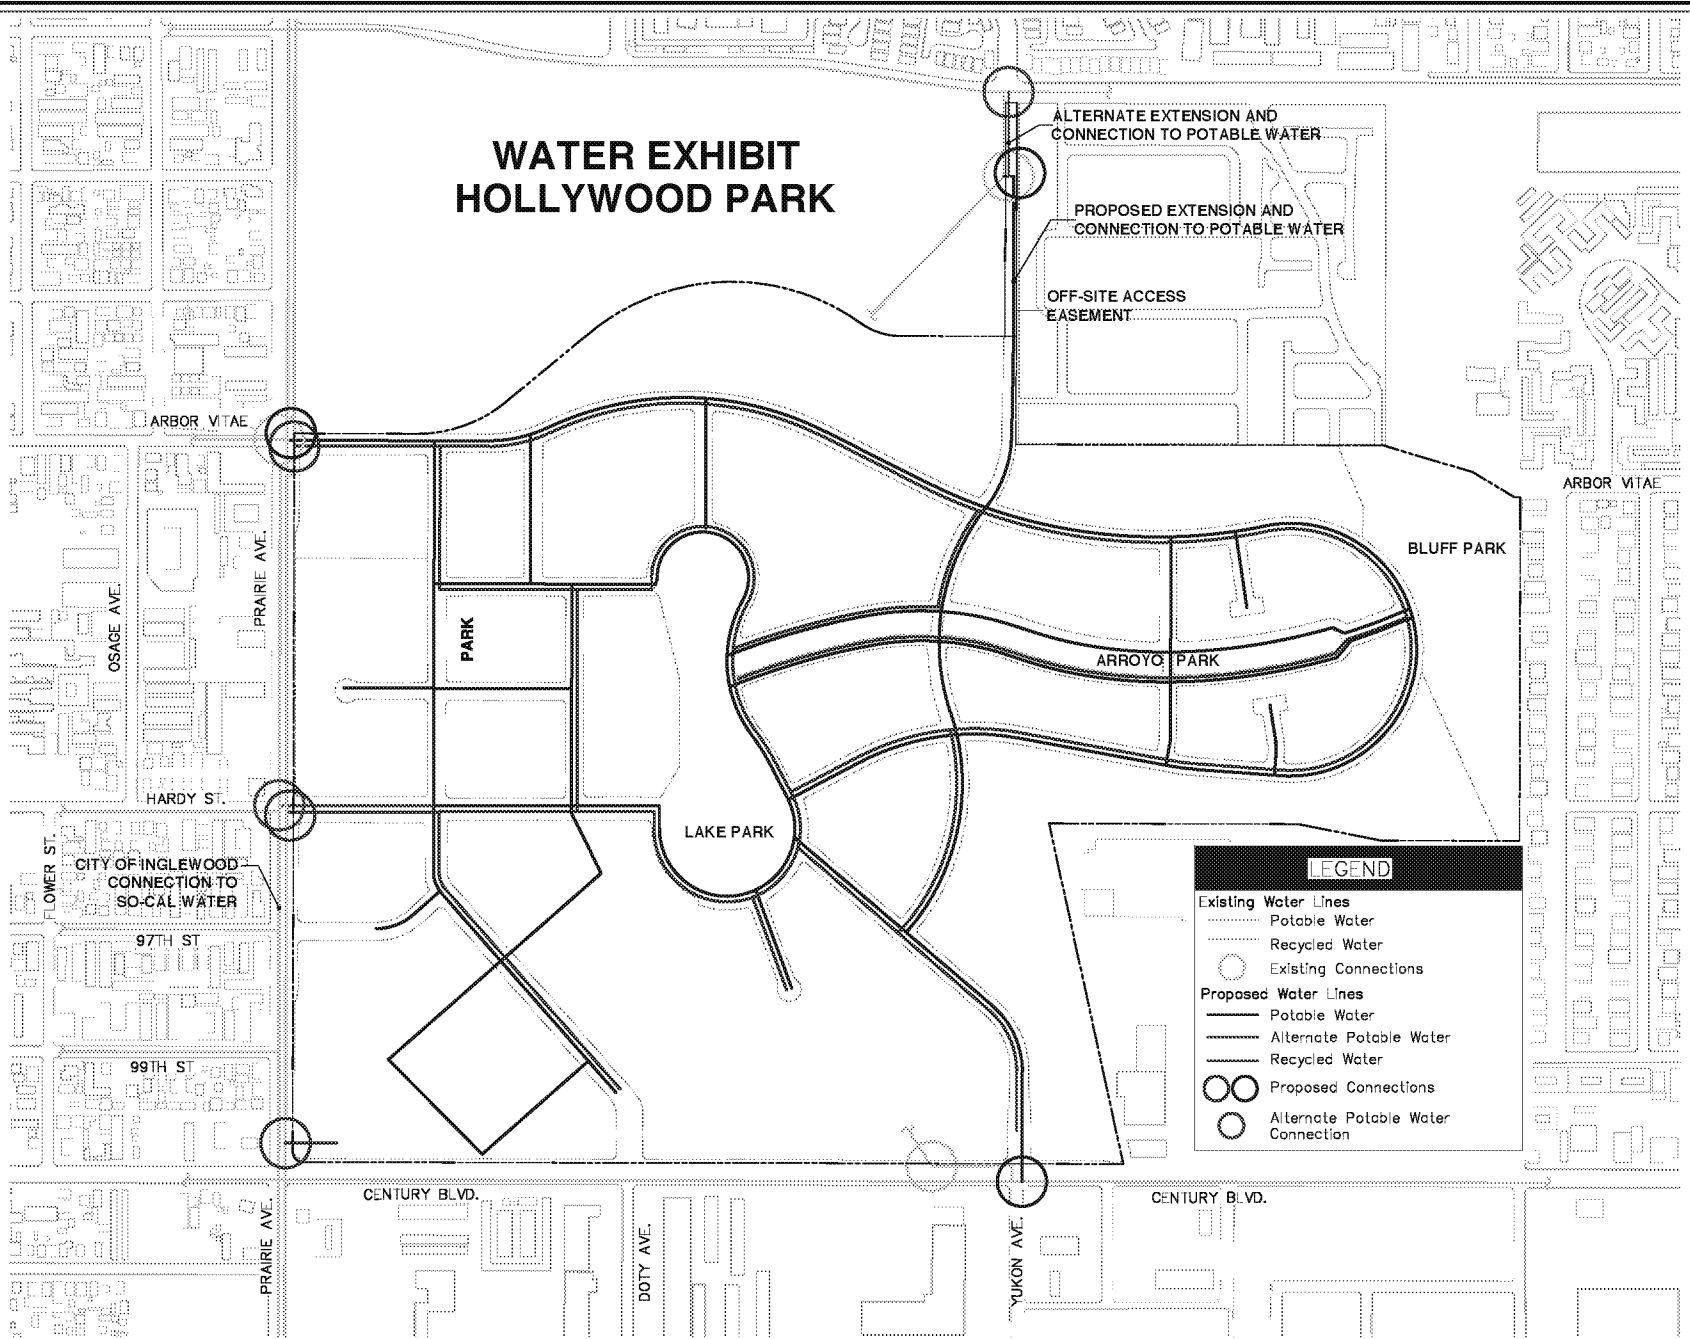 WATER EXHIBIT
HOLLYWOOD PARK
ALTERNATE EXTENSION AND
CONNECTION TO POTABLE WATER
PROPOSED EXTENSION AND
CONNECTION TO POTABLE WATER
OFF-SITE ACCESS
EASEMENT
ARBOR VITAE
ARBOR VITAE
PRAIRIE AVE.
OSAGE AVE.
BLUFF PARK
PARK
ARROYO PARK
HARDY ST.
LAKE PARK
FLOWER ST.
CITY OF INGLEWOOD
CONNECTION TO
SO-CAL WATER
97TH ST
99TH ST
LEGEND
Existing Water Lines
Potable Water
Recycled Water
Existing Connections
Proposed Water Lines
Potable Water
Alternate Potable Water
Recycled Water
Proposed Connections
Alternate Potable Water
Connection
CENTURY BLVD.
CENTURY BLVD.
PRAIRIE AVE.
DOTY AVE.
YUKON AVE.